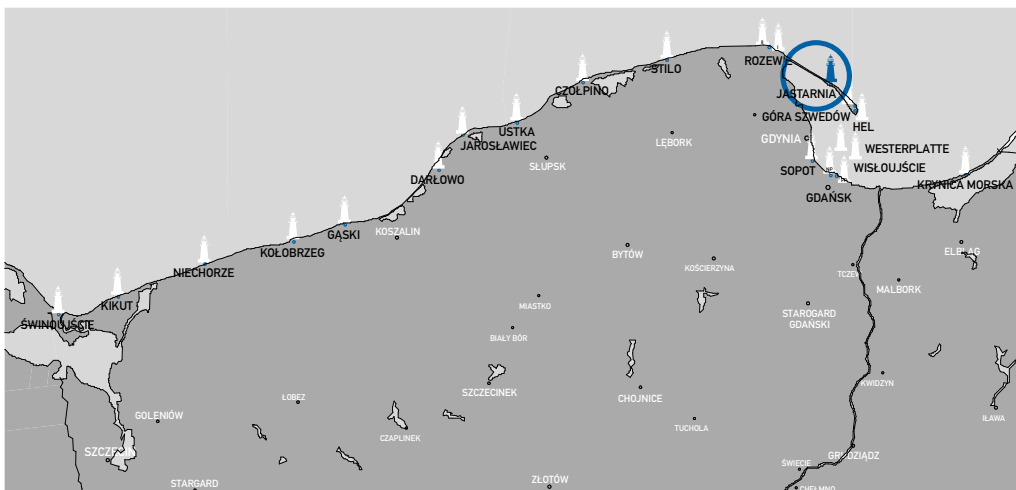 ROZEWIE
STILO
JASTARNIA
CZOŁPINO
GÓRA SZWEDÓW
HEL
USTKA
GDYNIA
LĘBORK
JAROSŁAWIEC
WESTERPLATTE
SŁUPSK
SOPOT
WISŁOUJŚCIE
DARŁOWO
KRYNICA MORSKA
GDAŃSK
GĄSKI
KOSZALIN
KOŁOBRZEG
BYTÓW
ELBLĄG
NIECHORZE
KOŚCIERZYNA
MALBORK
KIKUT
MIASTKO
STAROGARD
GDAŃSKI
ŚWINOUJŚCIE
BIAŁY BÓR
KWIDZYN
SZCZECINEK
ŁOBEZ
CHOJNICE
GOLENIÓW
IŁAWA
TUCHOLA
CZAPLINEK
SZCZECIN
GRUDZIĄDZ
ŚWIECIE
STARGARD
ZŁOTÓW
CHEŁMNO